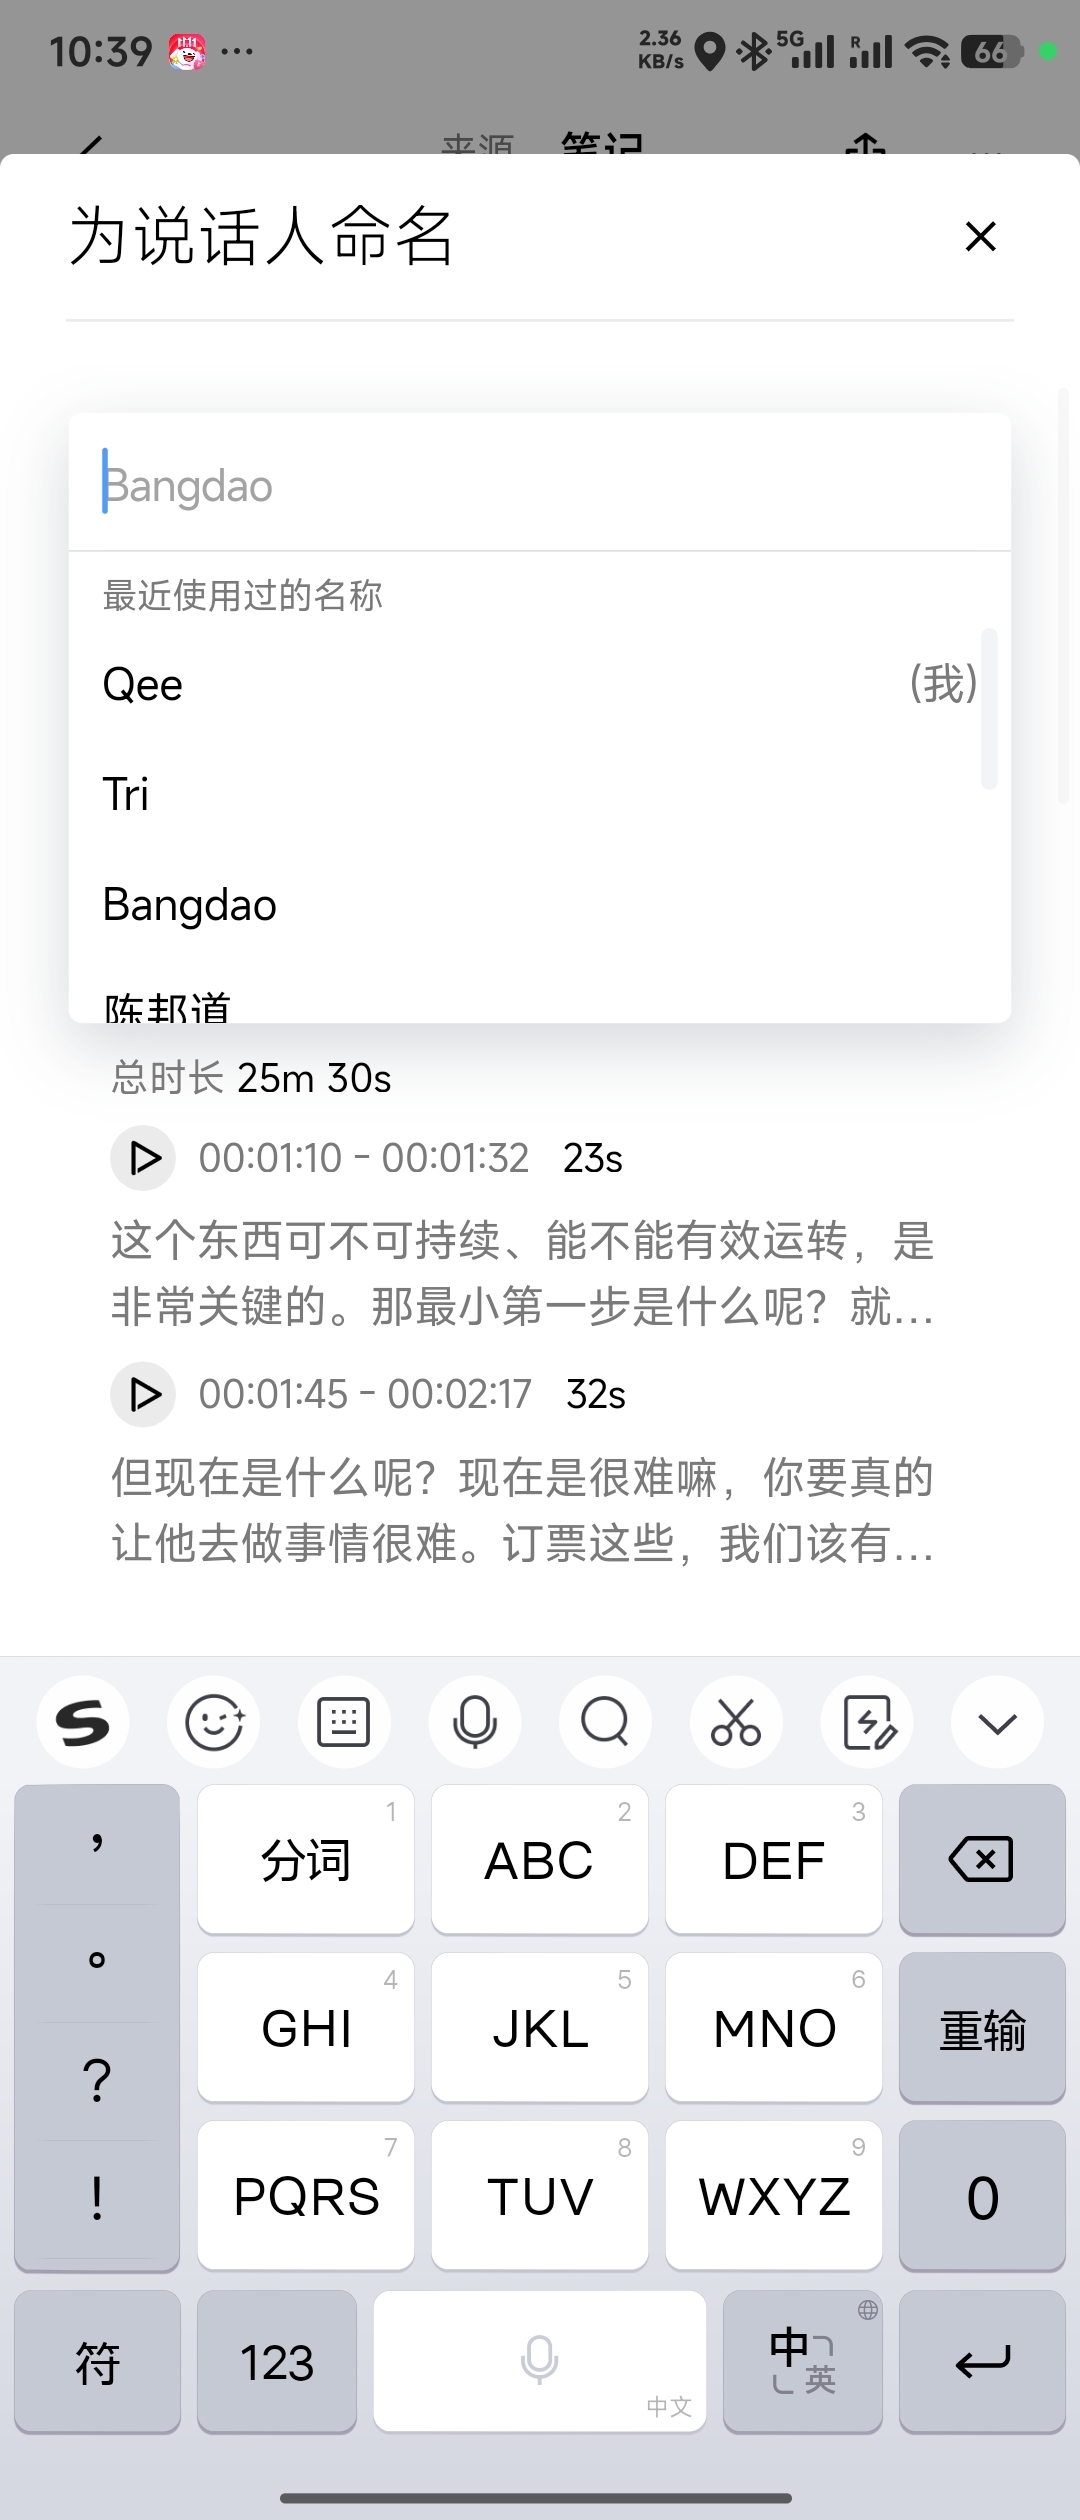 10:39
2.36
KB/s
5G
R
66
来源 笔记
为说话人命名
Bangdao
最近使用过的名称
Qee (我)
Tri
Bangdao
陈邦道
总时长 25m 30s
00:01:10 - 00:01:32 23s
这个东西可不可持续、能不能有效运转，是
非常关键的。那最小第一步是什么呢？就...
00:01:45 - 00:02:17 32s
但现在是什么呢？现在是很难嘛，你要真的
让他去做事情很难。订票这些，我们该有...
，
。
？
！
分词 1
ABC 2
DEF 3
GHI 4
JKL 5
MNO 6
重输
PQRS 7
TUV 8
WXYZ 9
0
符
123
中文
中 英